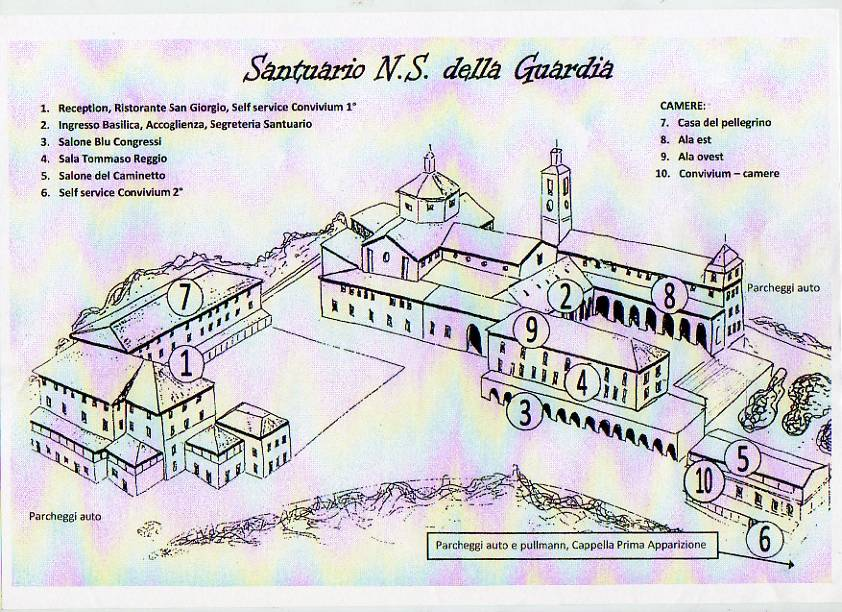 Santuario N.S. della Guardia
1. Reception, Ristorante San Giorgio, Self service Convivium 1°
2. Ingresso Basilica, Accoglienza, Segreteria Santuario
3. Salone Blu Congressi
4. Sala Tommaso Reggio
5. Salone del Caminetto
6. Self service Convivium 2°
CAMERE:
7. Casa del pellegrino
8. Ala est
9. Ala ovest
10. Convivium – camere
Parcheggi auto
7
2
8
9
1
4
3
5
10
6
Parcheggi auto
Parcheggi auto e pullmann, Cappella Prima Apparizione